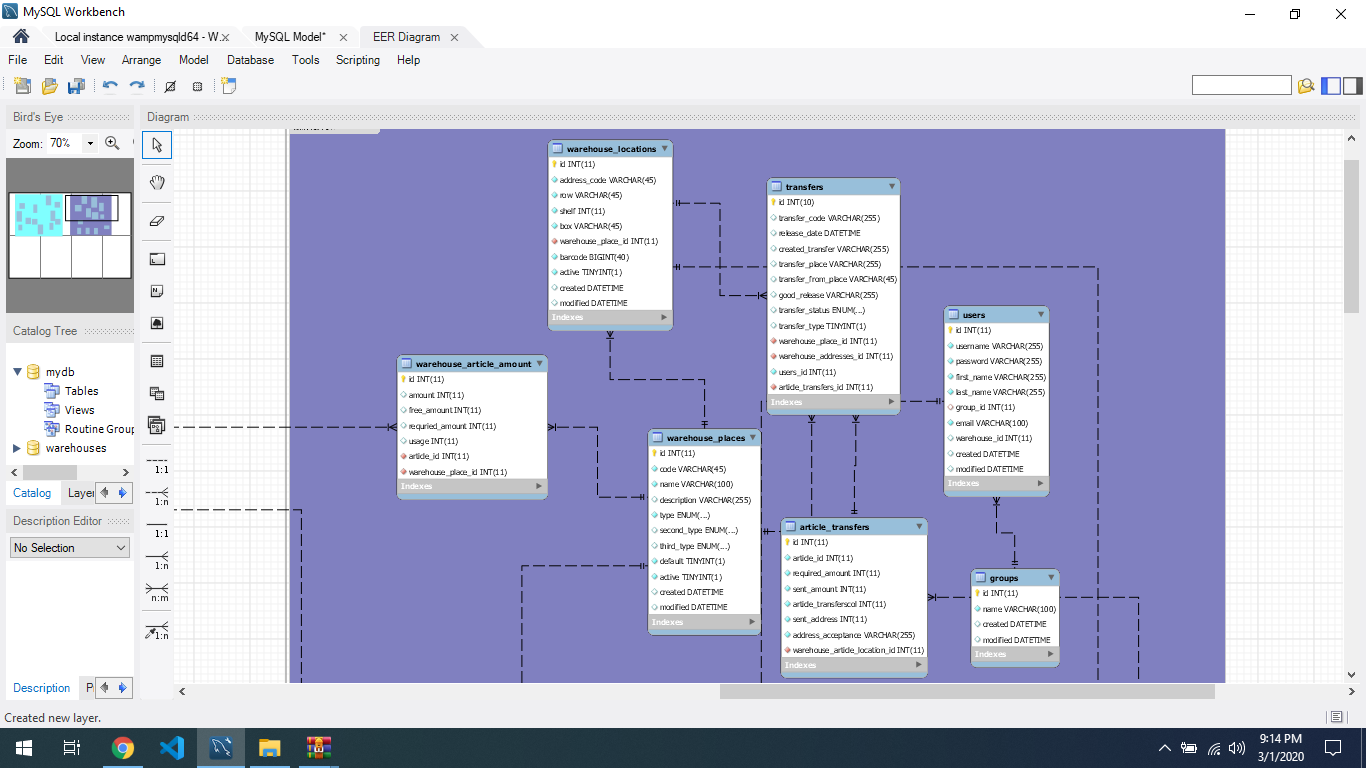 MySQL Workbench
Local instance wampmysqld64 - W...
MySQL Model*
EER Diagram
File Edit View Arrange Model Database Tools Scripting Help
Bird's Eye
Diagram
Zoom: 70%
Catalog Tree
mydb
Tables
Views
Routine Group
warehouses
Catalog Layer
Description Editor
No Selection
Description P
1:1
1:n
1:1
1:n
n:m
1:n
warehouse_locations
id INT(11)
address_code VARCHAR(45)
row VARCHAR(45)
shelf INT(11)
box VARCHAR(45)
warehouse_place_id INT(11)
barcode BIGINT(40)
active TINYINT(1)
created DATETIME
modified DATETIME
Indexes
transfers
id INT(10)
transfer_code VARCHAR(255)
release_date DATETIME
created_transfer VARCHAR(255)
transfer_place VARCHAR(255)
transfer_from_place VARCHAR(45)
good_release VARCHAR(255)
transfer_status ENUM(...)
transfer_type TINYINT(1)
warehouse_place_id INT(11)
warehouse_addresses_id INT(11)
users_id INT(11)
article_transfers_id INT(11)
Indexes
users
id INT(11)
username VARCHAR(255)
password VARCHAR(255)
first_name VARCHAR(255)
last_name VARCHAR(255)
group_id INT(11)
email VARCHAR(100)
warehouse_id INT(11)
created DATETIME
modified DATETIME
Indexes
warehouse_article_amount
id INT(11)
amount INT(11)
free_amount INT(11)
requried_amount INT(11)
usage INT(11)
article_id INT(11)
warehouse_place_id INT(11)
Indexes
warehouse_places
id INT(11)
code VARCHAR(45)
name VARCHAR(100)
description VARCHAR(255)
type ENUM(...)
second_type ENUM(...)
third_type ENUM(...)
default TINYINT(1)
active TINYINT(1)
created DATETIME
modified DATETIME
Indexes
article_transfers
id INT(11)
article_id INT(11)
required_amount INT(11)
sent_amount INT(11)
article_transferscol INT(11)
sent_address INT(11)
address_acceptance VARCHAR(255)
warehouse_article_location_id INT(11)
Indexes
groups
id INT(11)
name VARCHAR(100)
created DATETIME
modified DATETIME
Indexes
Created new layer.
9:14 PM
3/1/2020